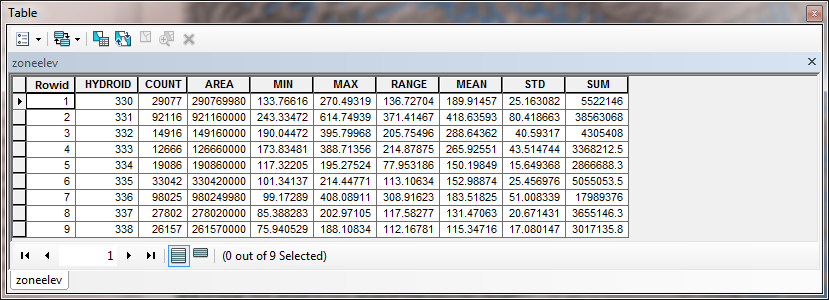 Table
zoneelev
Rowid HYDROID COUNT AREA MIN MAX RANGE MEAN STD SUM
1 330 29077 290769980 133.76616 270.49319 136.72704 189.91457 25.163082 5522146
2 331 92116 921160000 243.33472 614.74939 371.41467 418.63593 80.418663 38563068
3 332 14916 149160000 190.04472 395.79968 205.75496 288.64362 40.59317 4305408
4 333 12666 126660000 173.83481 388.71356 214.87875 265.92551 43.514744 3368212.5
5 334 19086 190860000 117.32205 195.27524 77.953186 150.19849 15.649368 2866688.3
6 335 33042 330420000 101.34137 214.44771 113.10634 152.98874 25.456976 5055053.5
7 336 98025 980249980 99.17289 408.08911 308.91623 183.51825 51.008339 17989376
8 337 27802 278020000 85.388283 202.97105 117.58277 131.47063 20.671431 3655146.3
9 338 26157 261570000 75.940529 188.10834 112.16781 115.34716 17.080147 3017135.8
1 (0 out of 9 Selected)
zoneelev